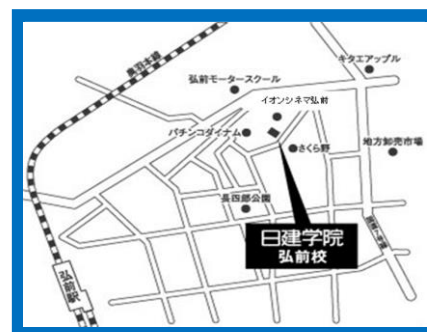 奥羽本線
キタエアップル
弘前モータースクール
イオンシネマ弘前
パチンコダイナム
さくら野
地方卸売市場
長四郎公園
日建学院
弘前校
弘前駅